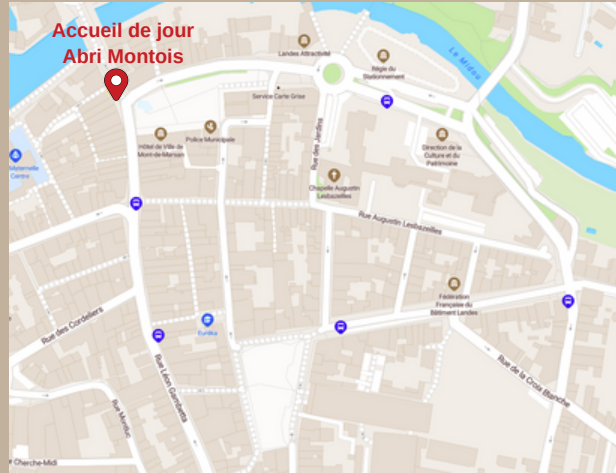 Accueil de jour
Abri Montois
Landes Attractivité
Régie du
Stationnement
Le Midou
Service Carte Grise
Hôtel de Ville de
Mont-de-Marsan
Police Municipale
Rue des Jardins
Direction de la
Culture et du
Patrimoine
Maternelle
Centre
Chapelle Augustin
Lesbazeilles
Rue Augustin Lesbazeilles
Fédération
Française du
Bâtiment Landes
Rue des Cordeliers
Eurêka
Rue Léon Gambetta
Rue de la Croix Blanche
Rue Montluc
e Cherche-Midi